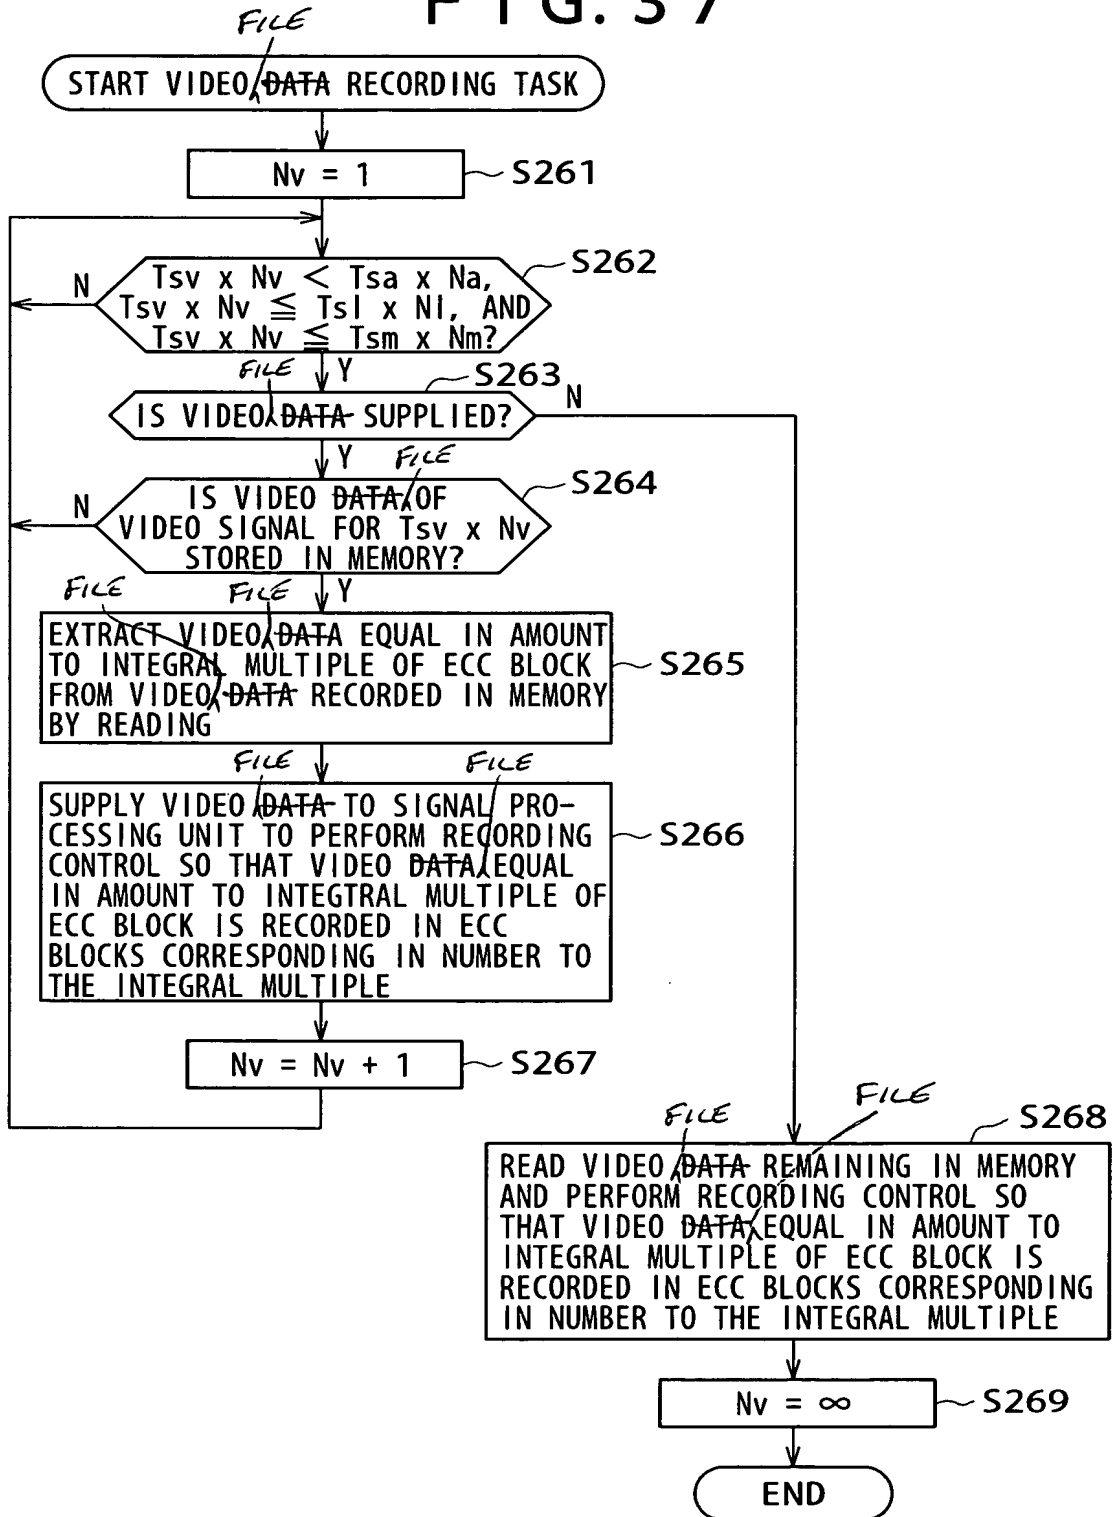 FIG. 37
FILE
START VIDEO DATA RECORDING TASK
Nv = 1
S261
S262
N
Tsv x Nv < Tsa x Na,
Tsv x Nv ≦ Tsl x Nl, AND
Tsv x Nv ≦ Tsm x Nm?
FILE
Y
S263
N
IS VIDEO DATA SUPPLIED?
Y
FILE
S264
N
IS VIDEO DATA OF
VIDEO SIGNAL FOR Tsv x Nv
STORED IN MEMORY?
FILE
FILE
Y
EXTRACT VIDEO DATA EQUAL IN AMOUNT
TO INTEGRAL MULTIPLE OF ECC BLOCK
FROM VIDEO DATA RECORDED IN MEMORY
BY READING
S265
FILE
FILE
SUPPLY VIDEO DATA TO SIGNAL PRO-
CESSING UNIT TO PERFORM RECORDING
CONTROL SO THAT VIDEO DATA EQUAL
IN AMOUNT TO INTEGTRAL MULTIPLE OF
ECC BLOCK IS RECORDED IN ECC
BLOCKS CORRESPONDING IN NUMBER TO
THE INTEGRAL MULTIPLE
S266
Nv = Nv + 1
S267
FILE
FILE
S268
READ VIDEO DATA REMAINING IN MEMORY
AND PERFORM RECORDING CONTROL SO
THAT VIDEO DATA EQUAL IN AMOUNT TO
INTEGRAL MULTIPLE OF ECC BLOCK IS
RECORDED IN ECC BLOCKS CORRESPONDING
IN NUMBER TO THE INTEGRAL MULTIPLE
Nv = ∞
S269
END